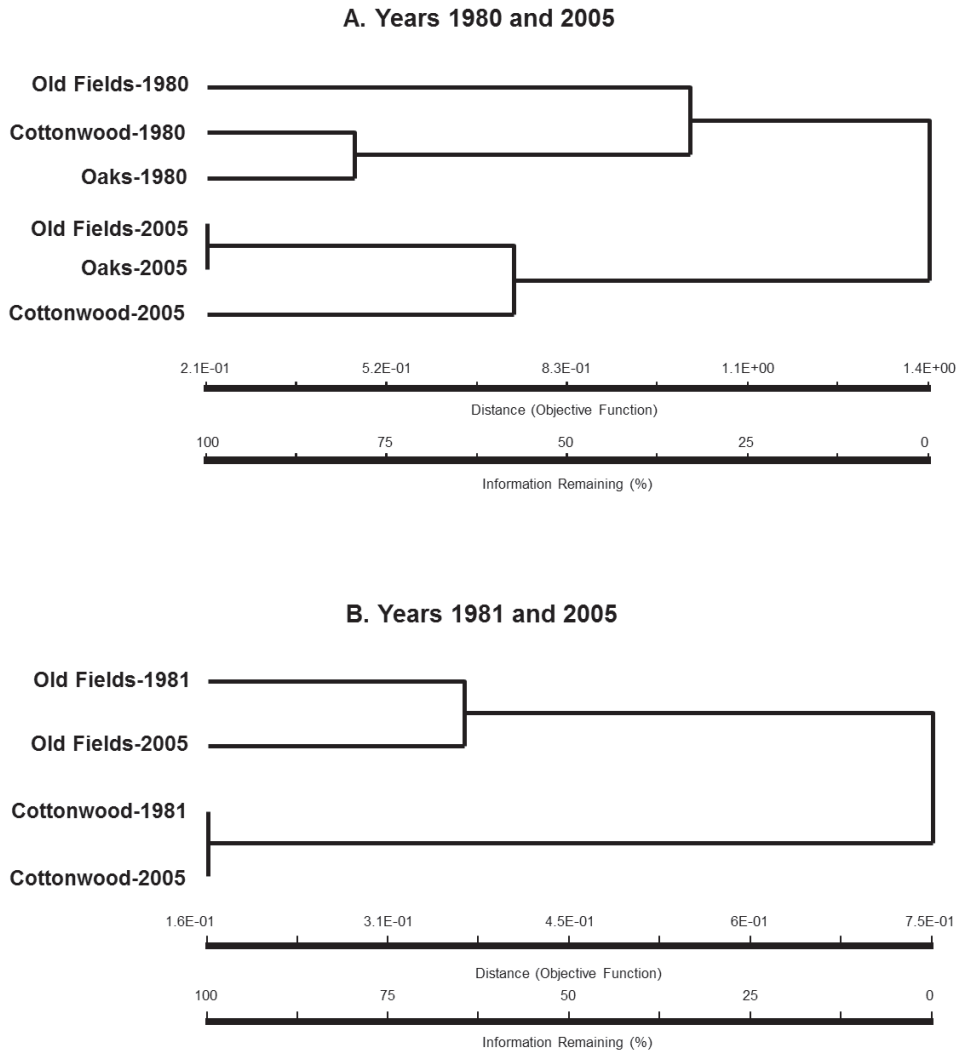 A. Years 1980 and 2005
Old Fields-1980
Cottonwood-1980
Oaks-1980
Old Fields-2005
Oaks-2005
Cottonwood-2005
2.1E-01 5.2E-01 8.3E-01 1.1E+00 1.4E+00
Distance (Objective Function)
100 75 50 25 0
Information Remaining (%)
B. Years 1981 and 2005
Old Fields-1981
Old Fields-2005
Cottonwood-1981
Cottonwood-2005
1.6E-01 3.1E-01 4.5E-01 6E-01 7.5E-01
Distance (Objective Function)
100 75 50 25 0
Information Remaining (%)